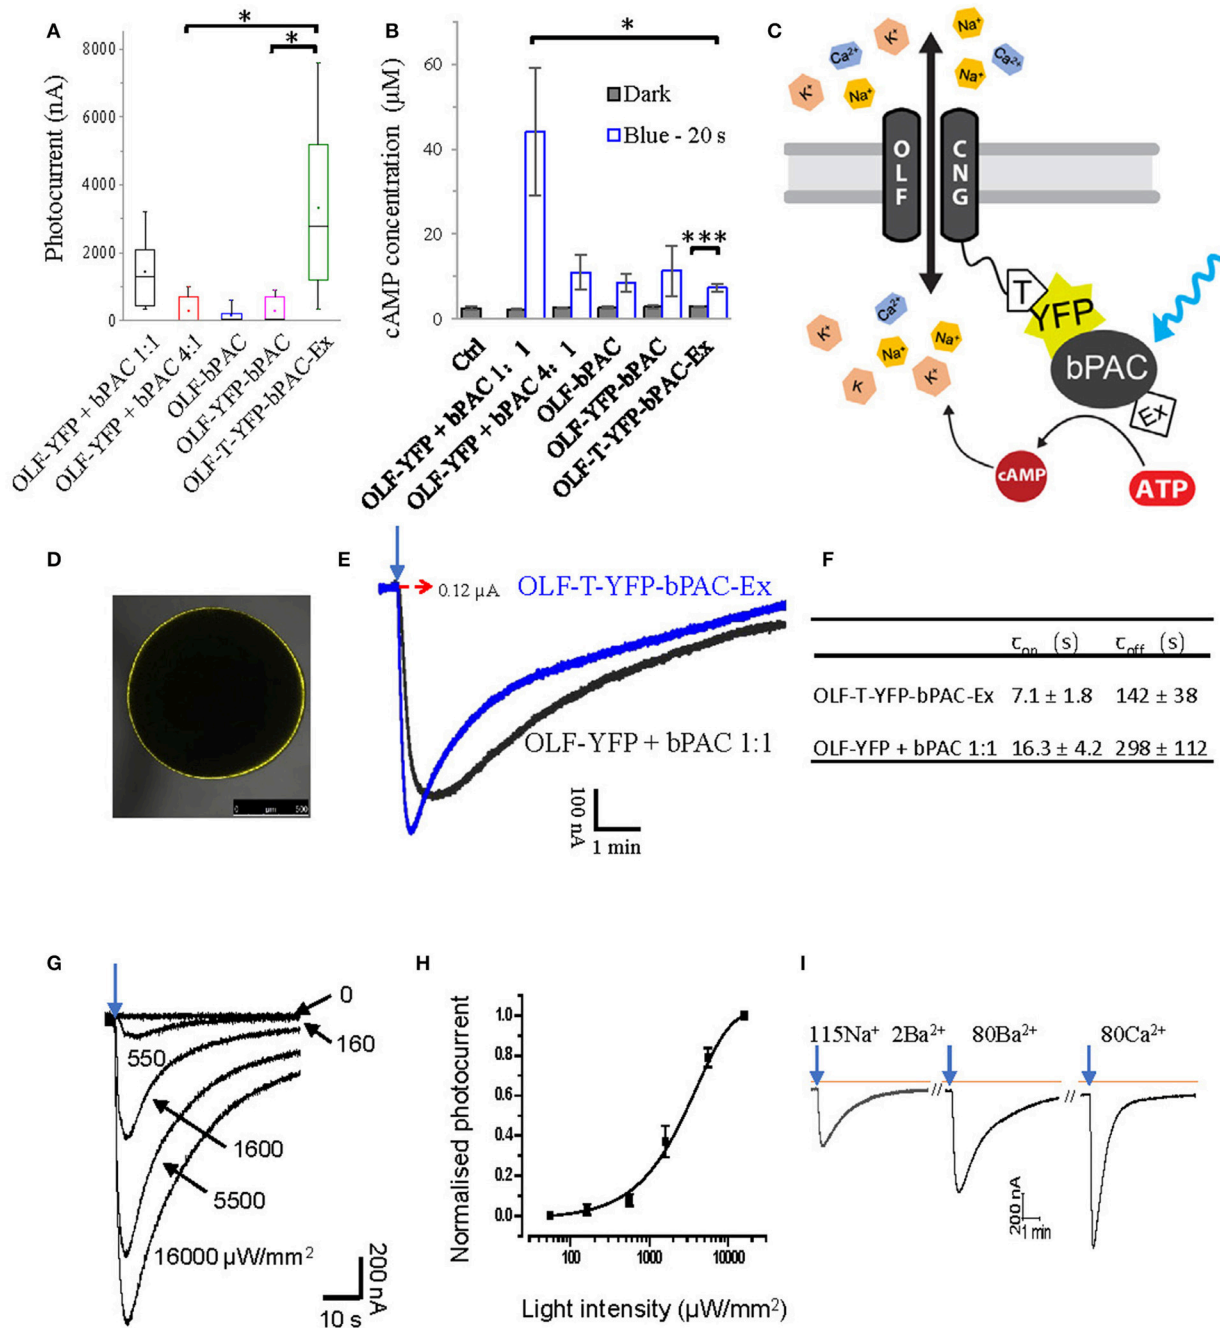 A
8000
6000
4000
2000
0
Photocurrent (nA)
OLF-YFP + bPAC 1:1
OLF-YFP + bPAC 4:1
OLF-bPAC
OLF-YFP-bPAC
OLF-T-YFP-bPAC-Ex
*
*
B
60
40
20
0
cAMP concentration (µM)
Dark
Blue - 20 s
*
***
Ctrl
OLF-YFP + bPAC 1: 1
OLF-YFP + bPAC 4: 1
OLF-bPAC
OLF-YFP-bPAC
OLF-T-YFP-bPAC-Ex
C
K+
Na+
Ca2+
Ca2+
Na+
K+
Na+
OLF
CNG
T
YFP
bPAC
Ex
Ca2+
K+
Na+
Na+
K
K+
cAMP
ATP
D
0 µm 500
E
0.12 µA
OLF-T-YFP-bPAC-Ex
OLF-YFP + bPAC 1:1
100 nA
1 min
F
τon (s) τoff (s)
OLF-T-YFP-bPAC-Ex 7.1 ± 1.8 142 ± 38
OLF-YFP + bPAC 1:1 16.3 ± 4.2 298 ± 112
G
0
160
550
1600
5500
16000 µW/mm²
200 nA
10 s
H
Normalised photocurrent
1.0
0.8
0.6
0.4
0.2
0.0
100 1000 10000
Light intensity (µW/mm²)
I
115Na+ 2Ba2+ 80Ba2+ 80Ca2+
//
//
200 nA
1 min